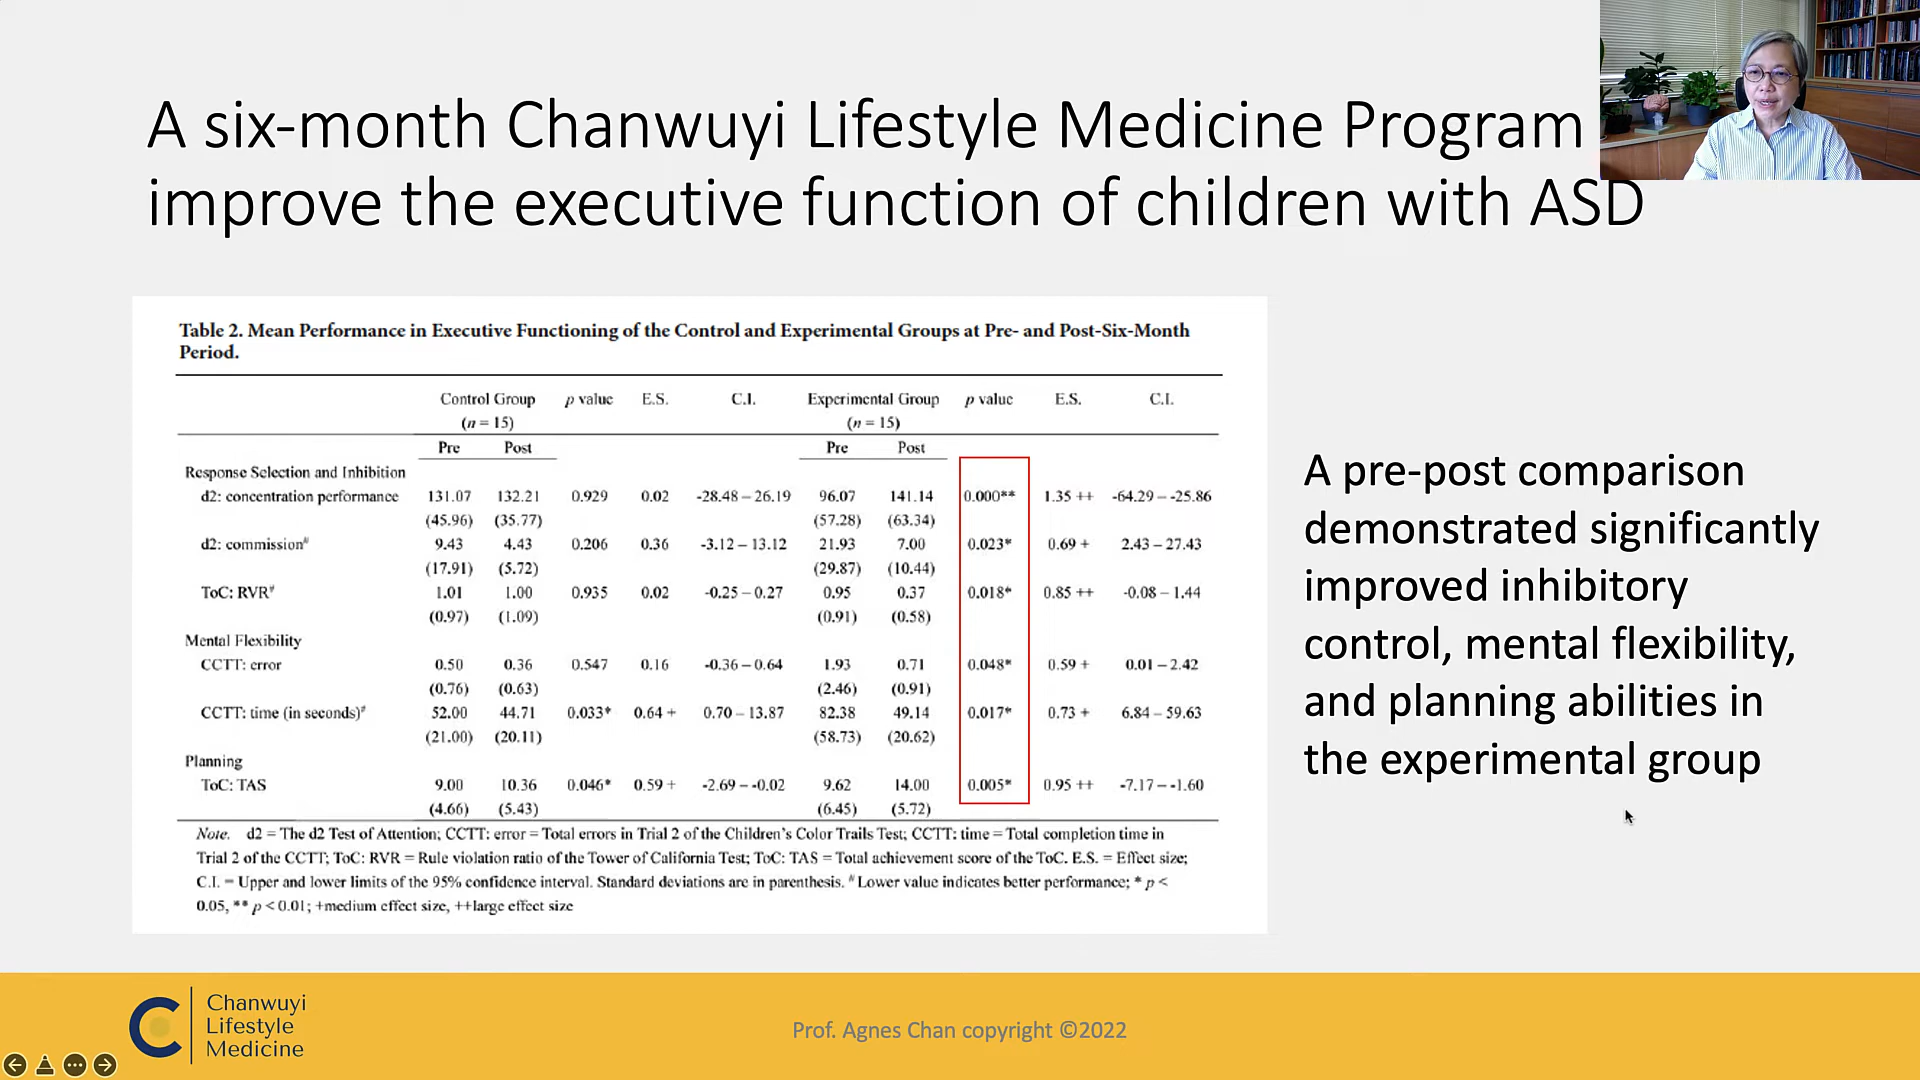 A six-month Chanwuyi Lifestyle Medicine Program
improve the executive function of children with ASD
Table 2. Mean Performance in Executive Functioning of the Control and Experimental Groups at Pre- and Post-Six-Month
Period.
Control Group p value E.S. C.I. Experimental Group p value E.S. C.I.
(n = 15) (n = 15)
Pre Post Pre Post
Response Selection and Inhibition
d2: concentration performance 131.07 132.21 0.929 0.02 -28.48 – 26.19 96.07 141.14 0.000** 1.35 ++ -64.29 – -25.86
(45.96) (35.77) (57.28) (63.34)
d2: commission# 9.43 4.43 0.206 0.36 -3.12 – 13.12 21.93 7.00 0.023* 0.69 + 2.43 – 27.43
(17.91) (5.72) (29.87) (10.44)
ToC: RVR# 1.01 1.00 0.935 0.02 -0.25 – 0.27 0.95 0.37 0.018* 0.85 ++ -0.08 – 1.44
(0.97) (1.09) (0.91) (0.58)
Mental Flexibility
CCTT: error 0.50 0.36 0.547 0.16 -0.36 – 0.64 1.93 0.71 0.048* 0.59 + 0.01 – 2.42
(0.76) (0.63) (2.46) (0.91)
CCTT: time (in seconds)# 52.00 44.71 0.033* 0.64 + 0.70 – 13.87 82.38 49.14 0.017* 0.73 + 6.84 – 59.63
(21.00) (20.11) (58.73) (20.62)
Planning
ToC: TAS 9.00 10.36 0.046* 0.59 + -2.69 – -0.02 9.62 14.00 0.005* 0.95 ++ -7.17 – -1.60
(4.66) (5.43) (6.45) (5.72)
Note. d2 = The d2 Test of Attention; CCTT: error = Total errors in Trial 2 of the Children's Color Trails Test; CCTT: time = Total completion time in
Trial 2 of the CCTT; ToC: RVR = Rule violation ratio of the Tower of California Test; ToC: TAS = Total achievement score of the ToC. E.S. = Effect size;
C.I. = Upper and lower limits of the 95% confidence interval. Standard deviations are in parenthesis. #Lower value indicates better performance; * p <
0.05, ** p < 0.01; +medium effect size, ++large effect size
A pre-post comparison
demonstrated significantly
improved inhibitory
control, mental flexibility,
and planning abilities in
the experimental group
Chanwuyi
Lifestyle
Medicine
Prof. Agnes Chan copyright ©2022